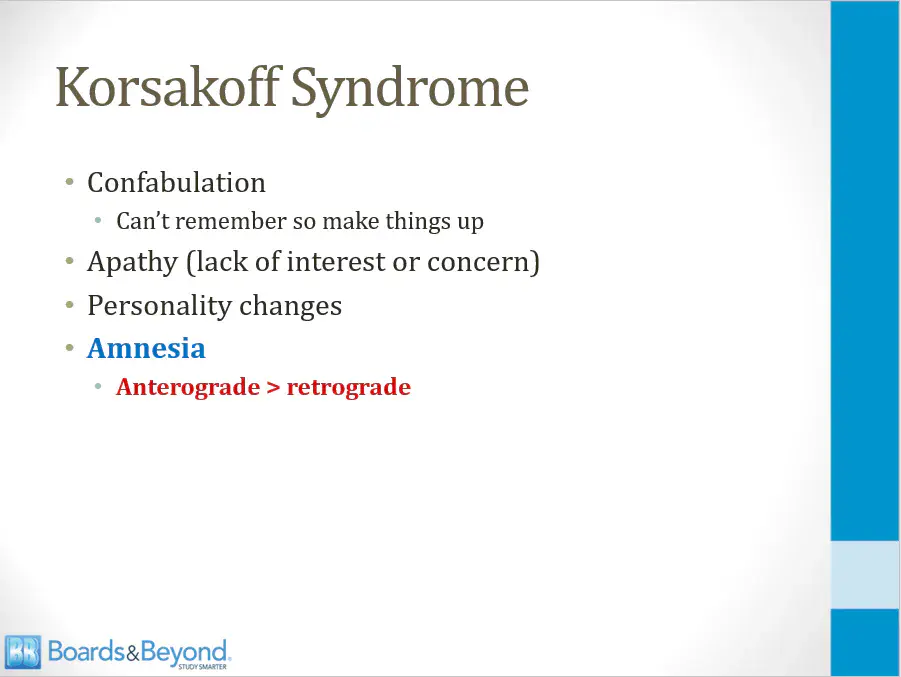 Korsakoff Syndrome
• Confabulation
• Can't remember so make things up
• Apathy (lack of interest or concern)
• Personality changes
• Amnesia
• Anterograde > retrograde
BB Boards&Beyond.
STUDY SMARTER